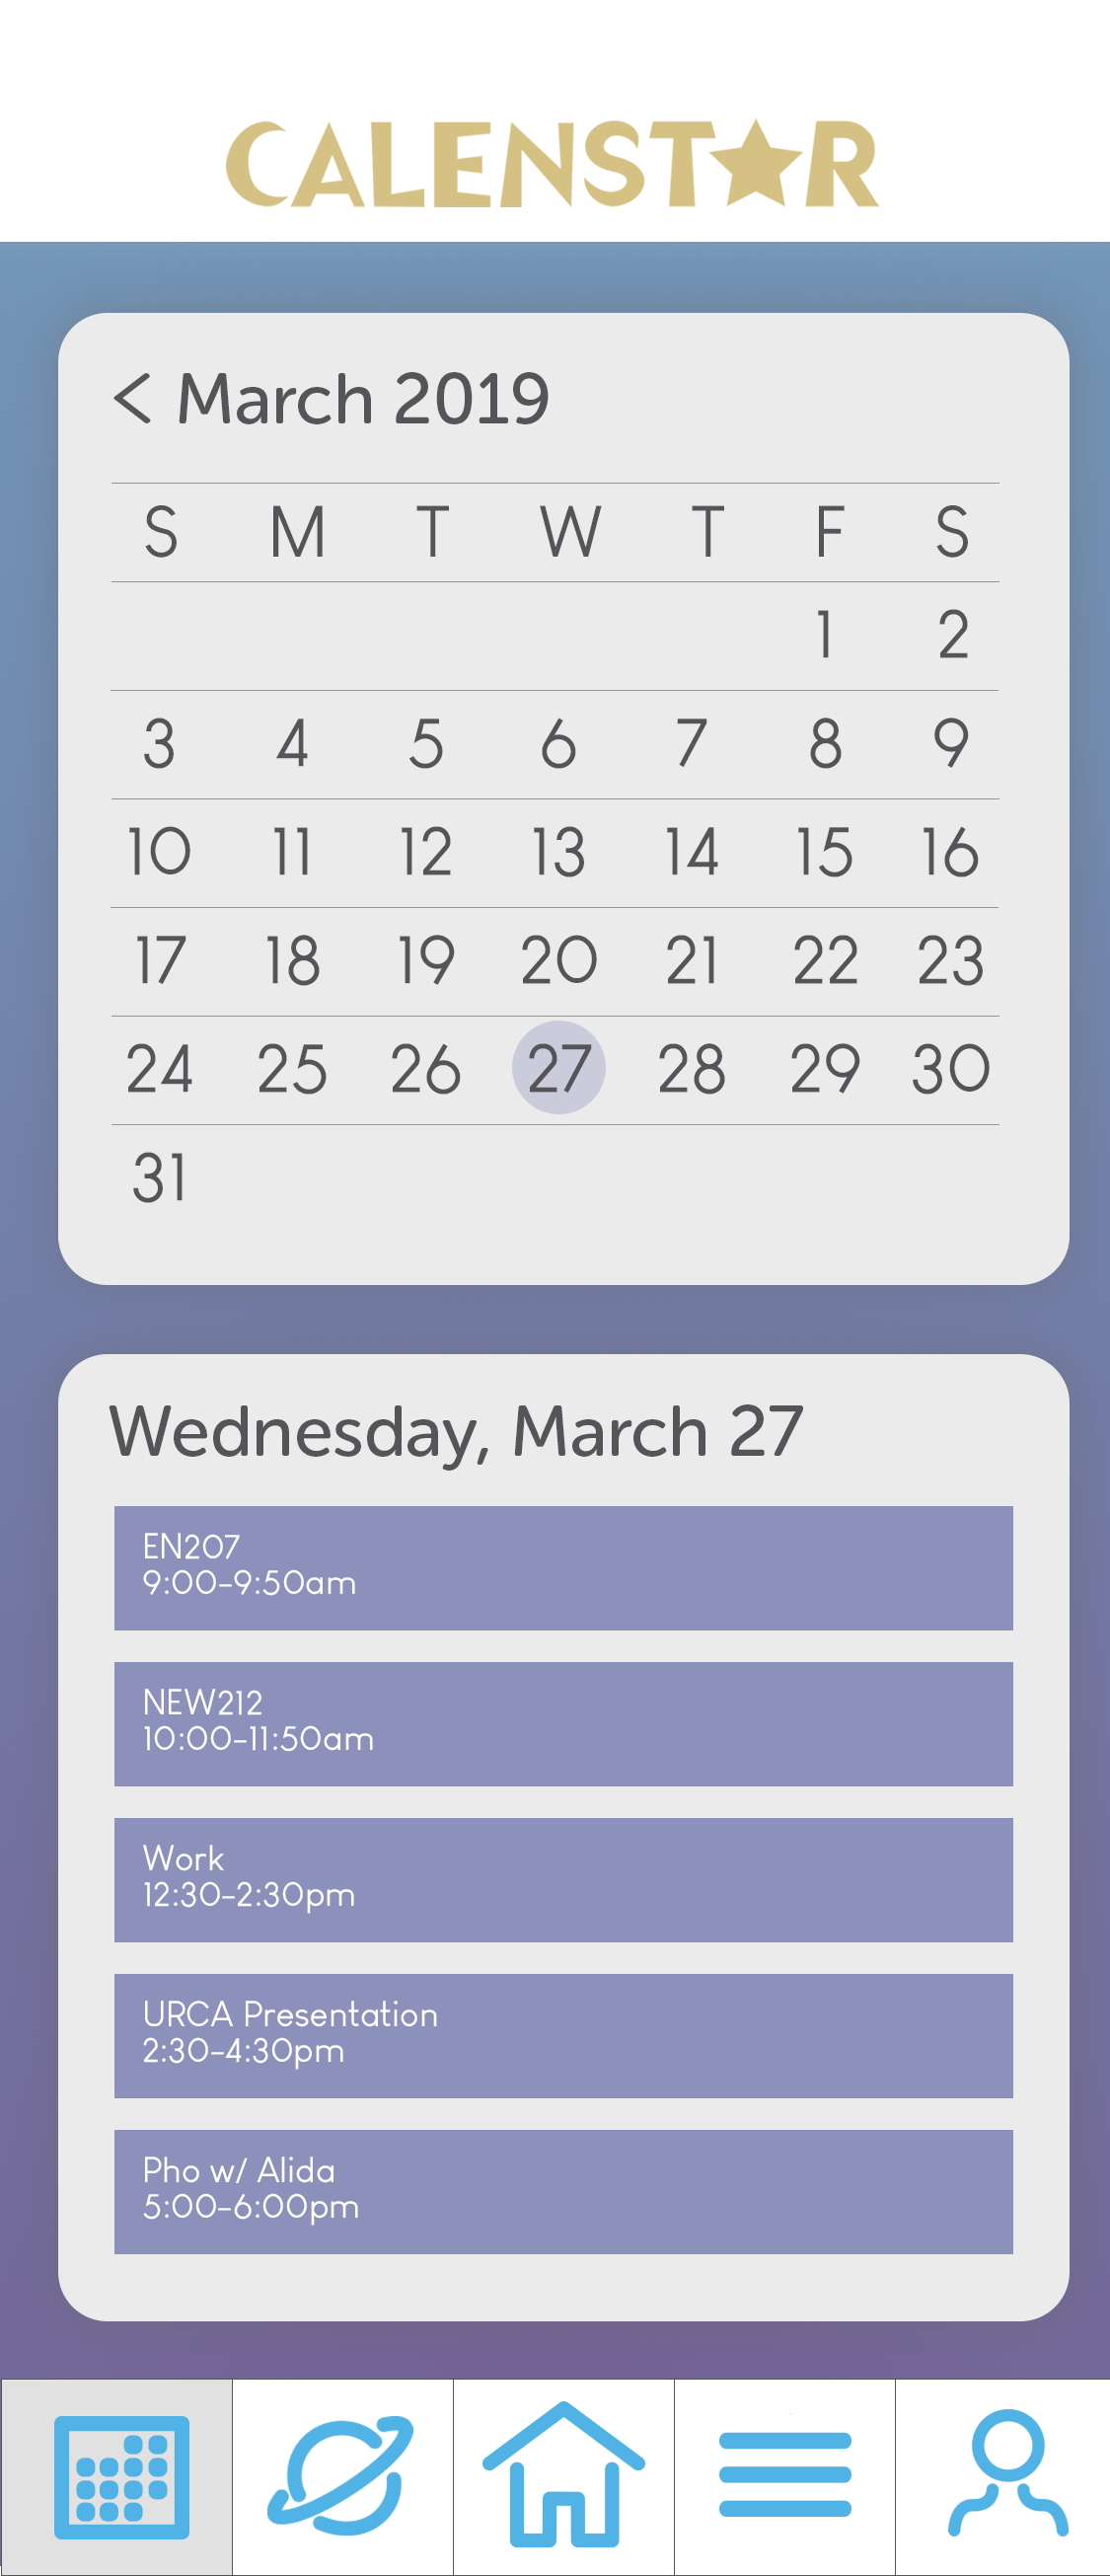 CALENSTAR
< March 2019
S M T W T F S
1 2
3 4 5 6 7 8 9
10 11 12 13 14 15 16
17 18 19 20 21 22 23
24 25 26 27 28 29 30
31
Wednesday, March 27
EN207
9:00-9:50am
NEW212
10:00-11:50am
Work
12:30-2:30pm
URCA Presentation
2:30-4:30pm
Pho w/ Alida
5:00-6:00pm